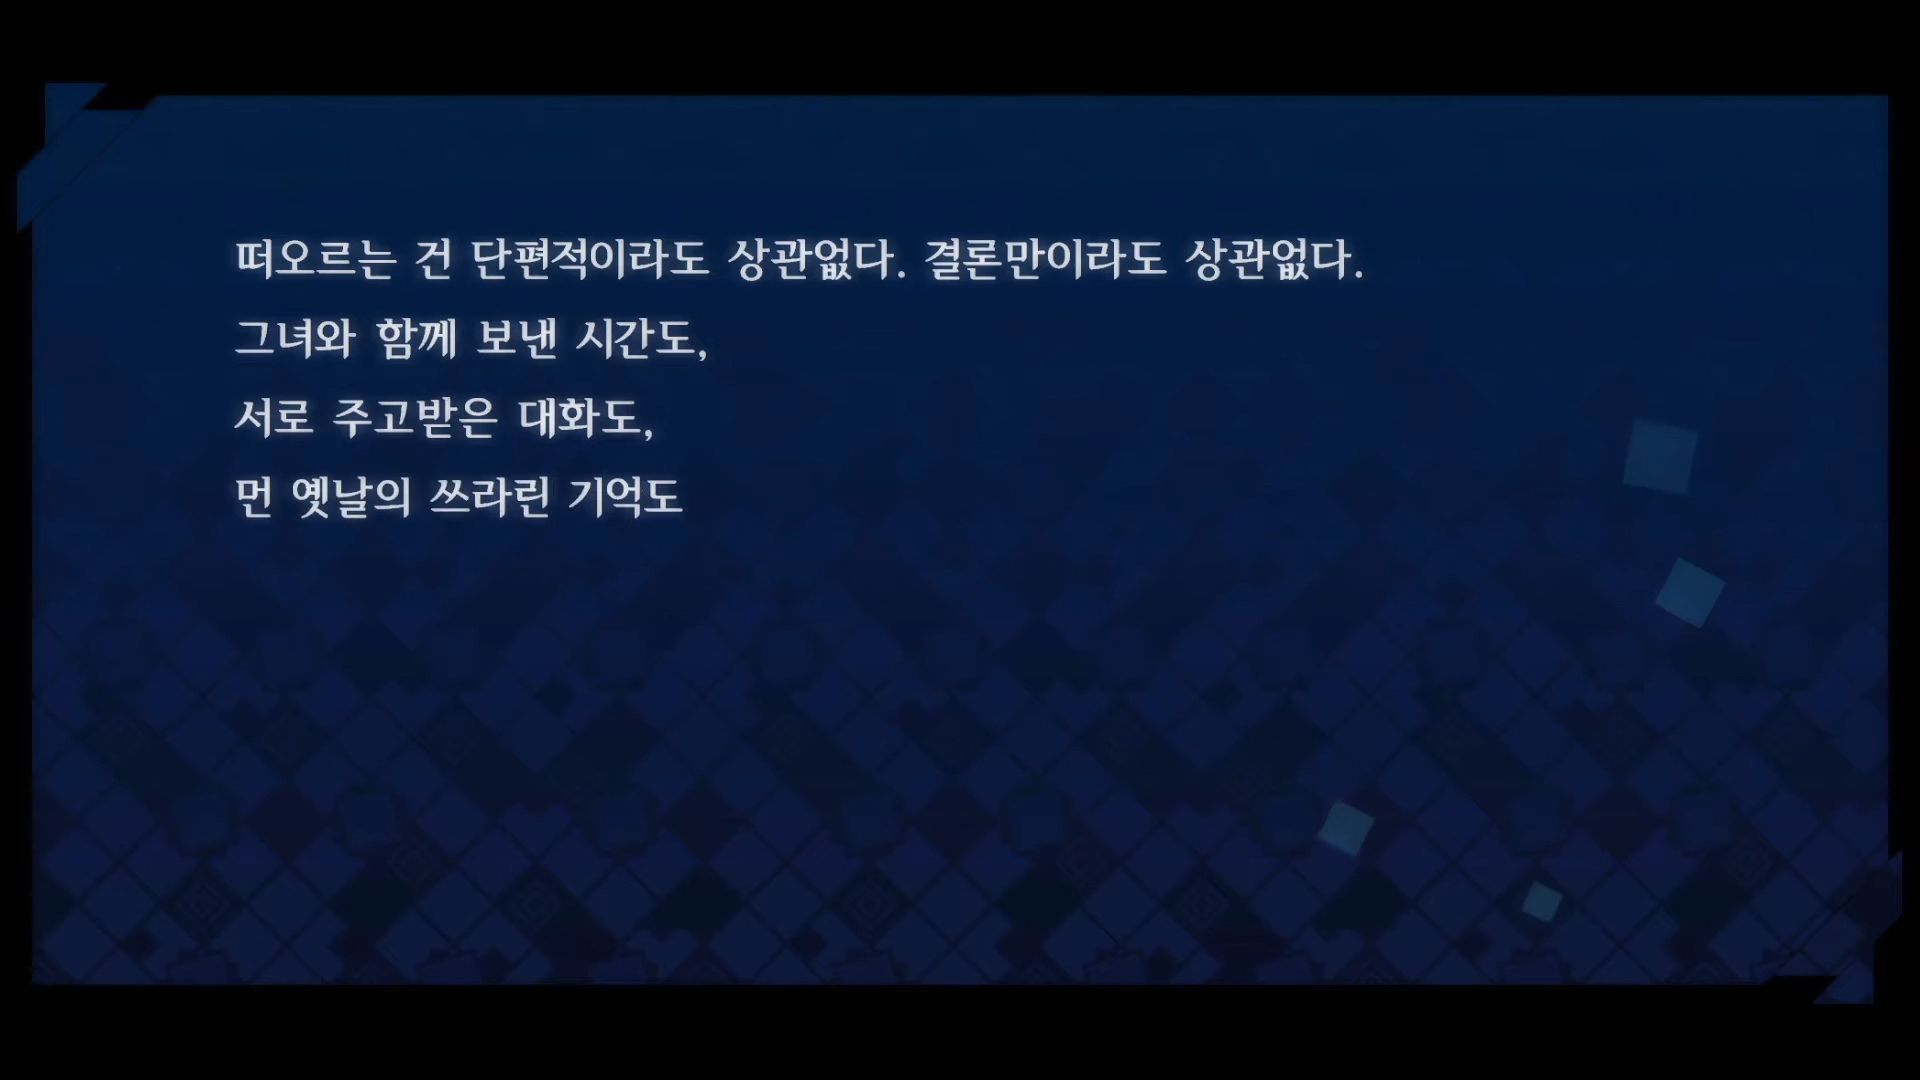 떠오르는 건 단편적이라도 상관없다. 결론만이라도 상관없다.
그녀와 함께 보낸 시간도,
서로 주고받은 대화도,
먼 옛날의 쓰라린 기억도